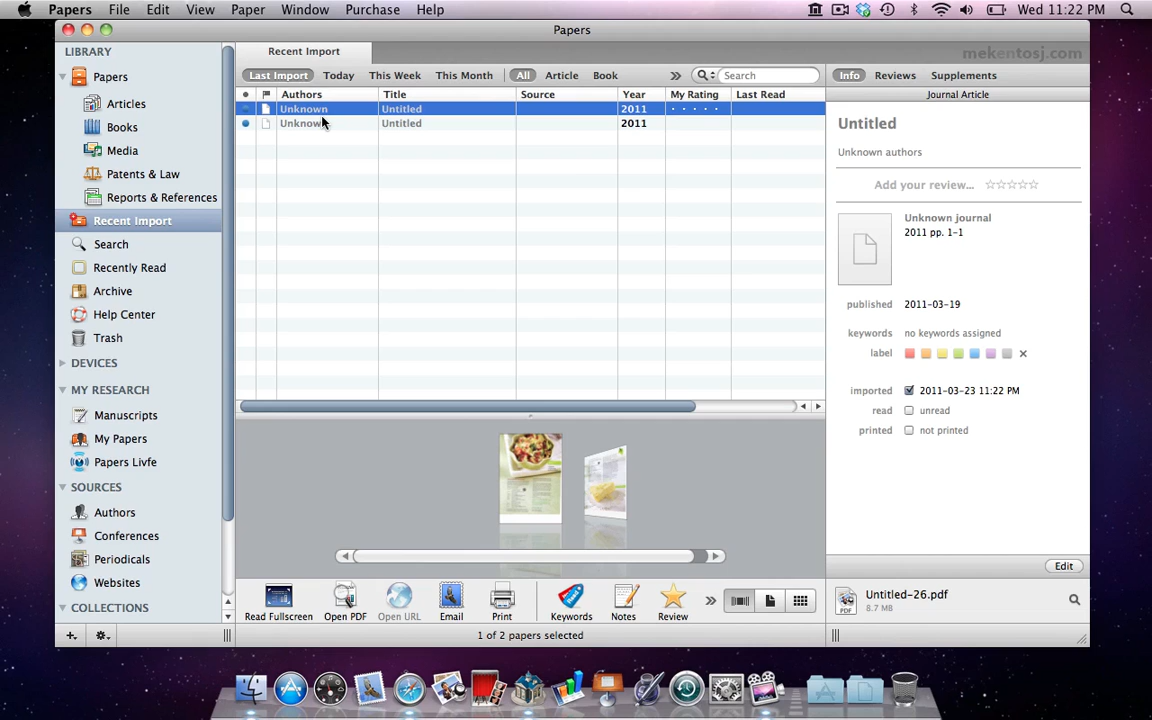 Papers File Edit View Paper Window Purchase Help Wed 11:22 PM
Papers
LIBRARY
Papers
Articles
Books
Media
Patents & Law
Reports & References
Recent Import
Search
Recently Read
Archive
Help Center
Trash
DEVICES
MY RESEARCH
Manuscripts
My Papers
Papers Livfe
SOURCES
Authors
Conferences
Periodicals
Websites
COLLECTIONS
Recent Import
mekentosj.com
Last Import Today This Week This Month All Article Book » Search
Authors Title Source Year My Rating Last Read
Unknown Untitled 2011
Unknown Untitled 2011
Read Fullscreen Open PDF Open URL Email Print Keywords Notes Review »
1 of 2 papers selected
Info Reviews Supplements
Journal Article
Untitled
Unknown authors
Add your review...
Unknown journal
2011 pp. 1-1
published 2011-03-19
keywords no keywords assigned
label
imported 2011-03-23 11:22 PM
read unread
printed not printed
Edit
PDF
Untitled-26.pdf
8.7 MB